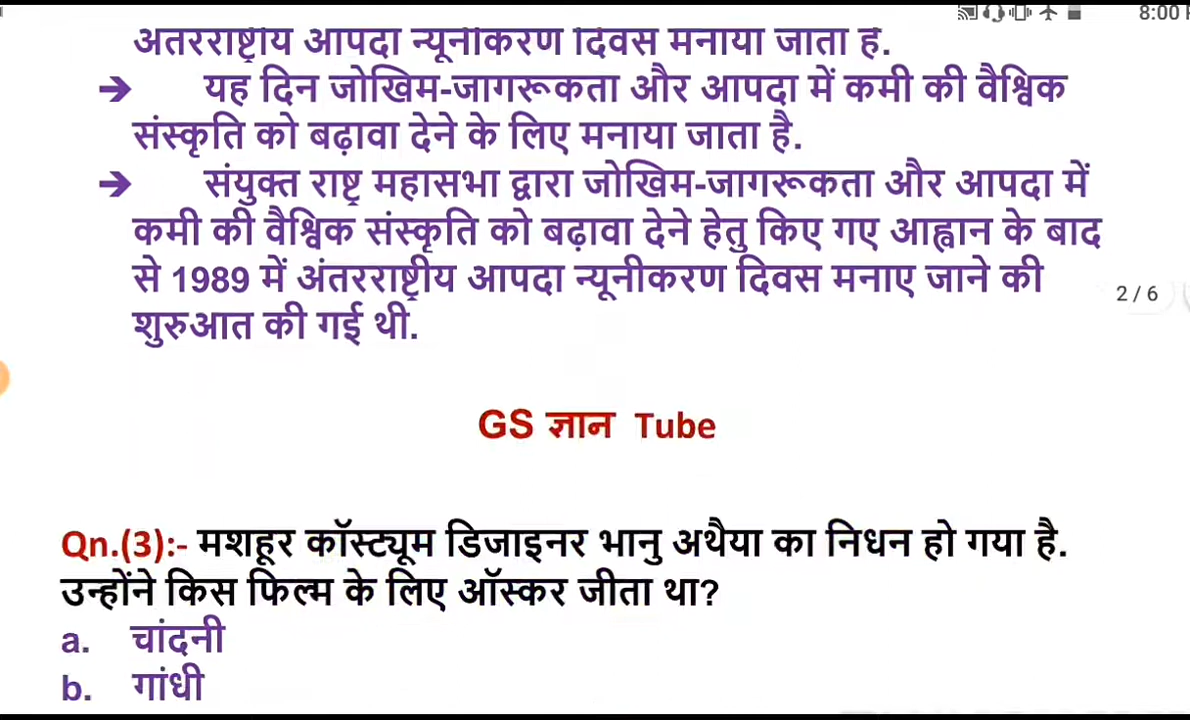 8:00
अंतरराष्ट्रीय आपदा न्यूनीकरण दिवस मनाया जाता है.
➔ यह दिन जोखिम-जागरूकता और आपदा में कमी की वैश्विक
संस्कृति को बढ़ावा देने के लिए मनाया जाता है.
➔ संयुक्त राष्ट्र महासभा द्वारा जोखिम-जागरूकता और आपदा में
कमी की वैश्विक संस्कृति को बढ़ावा देने हेतु किए गए आह्वान के बाद
से 1989 में अंतरराष्ट्रीय आपदा न्यूनीकरण दिवस मनाए जाने की
2 / 6
शुरुआत की गई थी.
GS ज्ञान Tube
Qn.(3):- मशहूर कॉस्ट्यूम डिजाइनर भानु अथैया का निधन हो गया है.
उन्होंने किस फिल्म के लिए ऑस्कर जीता था?
a. चांदनी
b. गांधी